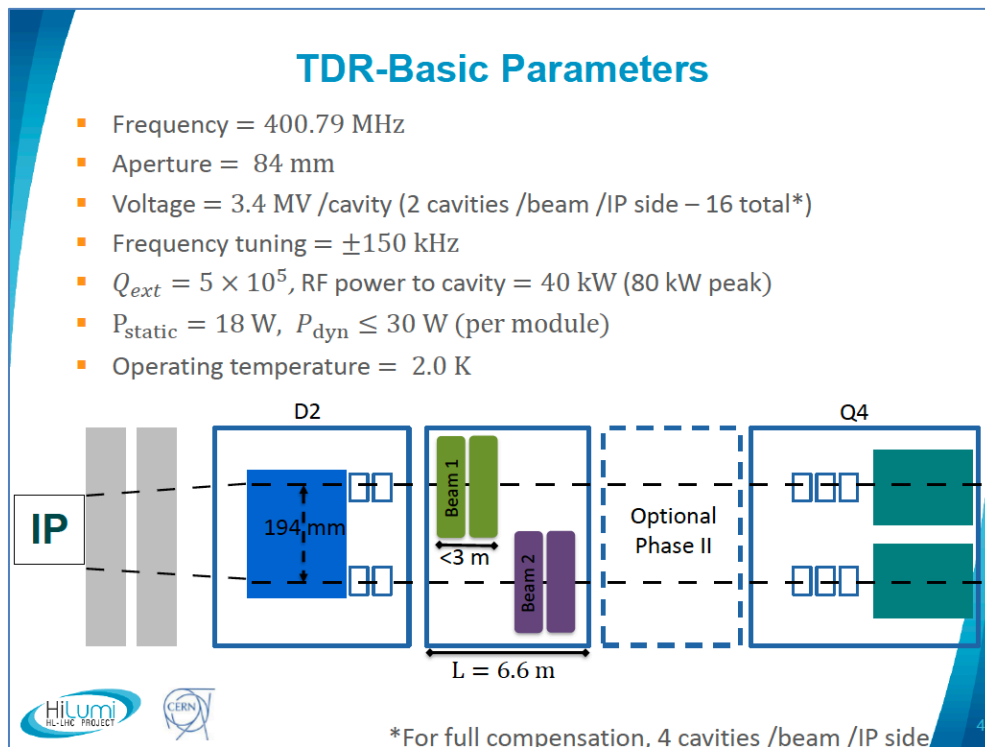 TDR-Basic Parameters
Frequency = 400.79 MHz
Aperture = 84 mm
Voltage = 3.4 MV /cavity (2 cavities /beam /IP side – 16 total*)
Frequency tuning = ±150 kHz
Q_ext = 5 × 10^5, RF power to cavity = 40 kW (80 kW peak)
P_static = 18 W, P_dyn ≤ 30 W (per module)
Operating temperature = 2.0 K
D2
Q4
Beam 1
IP
194 mm
Optional
Phase II
<3 m
Beam 2
L = 6.6 m
HiLumi
HL-LHC PROJECT
CERN
*For full compensation, 4 cavities /beam /IP side
4